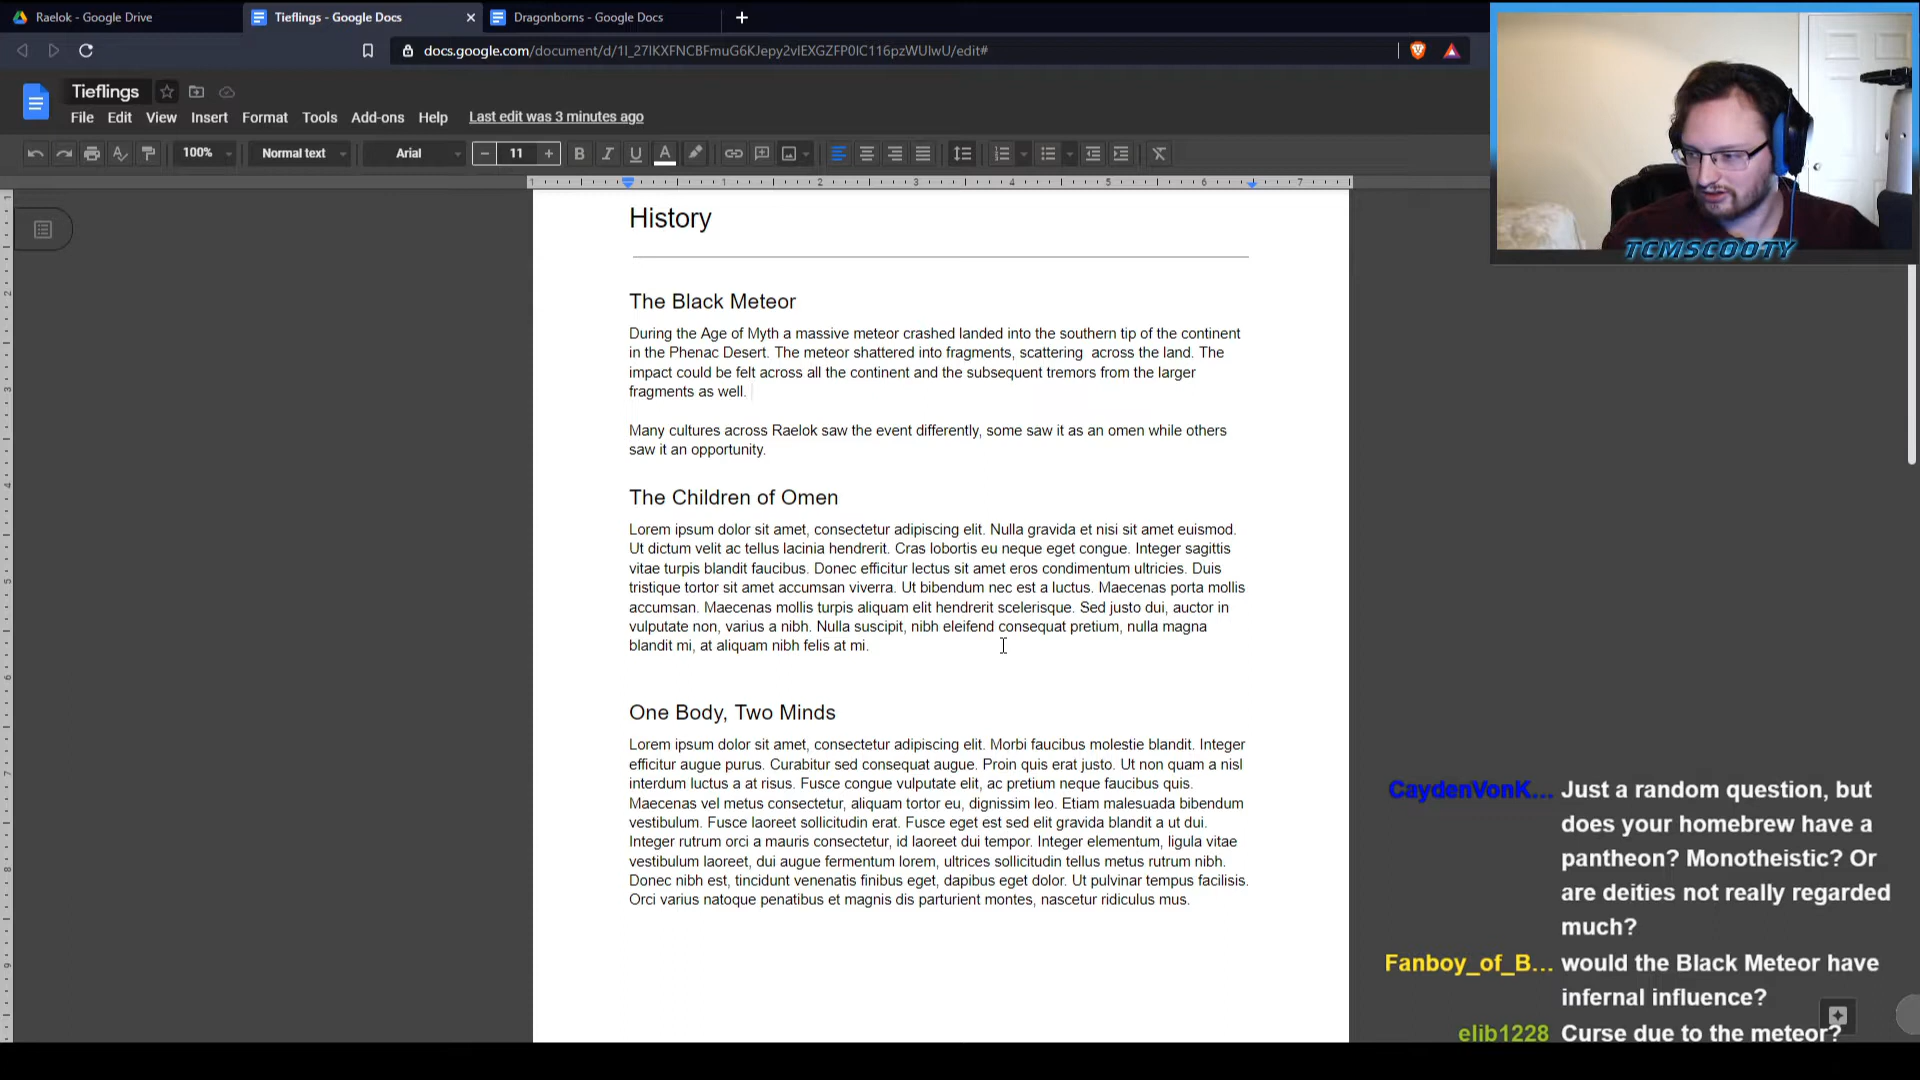 Raelok - Google Drive
Tieflings - Google Docs
Dragonborns - Google Docs
docs.google.com/document/d/1l_27lKXFNCBFmuG6KJepy2vlEXGZFP0lC116pzWUlwU/edit#
Tieflings
File Edit View Insert Format Tools Add-ons Help Last edit was 3 minutes ago
100% Normal text Arial 11
History
The Black Meteor
During the Age of Myth a massive meteor crashed landed into the southern tip of the continent
in the Phenac Desert. The meteor shattered into fragments, scattering  across the land. The
impact could be felt across all the continent and the subsequent tremors from the larger
fragments as well.
Many cultures across Raelok saw the event differently, some saw it as an omen while others
saw it an opportunity.
The Children of Omen
Lorem ipsum dolor sit amet, consectetur adipiscing elit. Nulla gravida et nisi sit amet euismod.
Ut dictum velit ac tellus lacinia hendrerit. Cras lobortis eu neque eget congue. Integer sagittis
vitae turpis blandit faucibus. Donec efficitur lectus sit amet eros condimentum ultricies. Duis
tristique tortor sit amet accumsan viverra. Ut bibendum nec est a luctus. Maecenas porta mollis
accumsan. Maecenas mollis turpis aliquam elit hendrerit scelerisque. Sed justo dui, auctor in
vulputate non, varius a nibh. Nulla suscipit, nibh eleifend consequat pretium, nulla magna
blandit mi, at aliquam nibh felis at mi.
One Body, Two Minds
Lorem ipsum dolor sit amet, consectetur adipiscing elit. Morbi faucibus molestie blandit. Integer
efficitur augue purus. Curabitur sed consequat augue. Proin quis erat justo. Ut non quam a nisl
interdum luctus a at risus. Fusce congue vulputate elit, ac pretium neque faucibus quis.
Maecenas vel metus consectetur, aliquam tortor eu, dignissim leo. Etiam malesuada bibendum
vestibulum. Fusce laoreet sollicitudin erat. Fusce eget est sed elit gravida blandit a ut dui.
Integer rutrum orci a mauris consectetur, id laoreet dui tempor. Integer elementum, ligula vitae
vestibulum laoreet, dui augue fermentum lorem, ultrices sollicitudin tellus metus rutrum nibh.
Donec nibh est, tincidunt venenatis finibus eget, dapibus eget dolor. Ut pulvinar tempus facilisis.
Orci varius natoque penatibus et magnis dis parturient montes, nascetur ridiculus mus.
TCMSCOOTY
CaydenVonK... Just a random question, but
does your homebrew have a
pantheon? Monotheistic? Or
are deities not really regarded
much?
Fanboy_of_B... would the Black Meteor have
infernal influence?
elib1228 Curse due to the meteor?